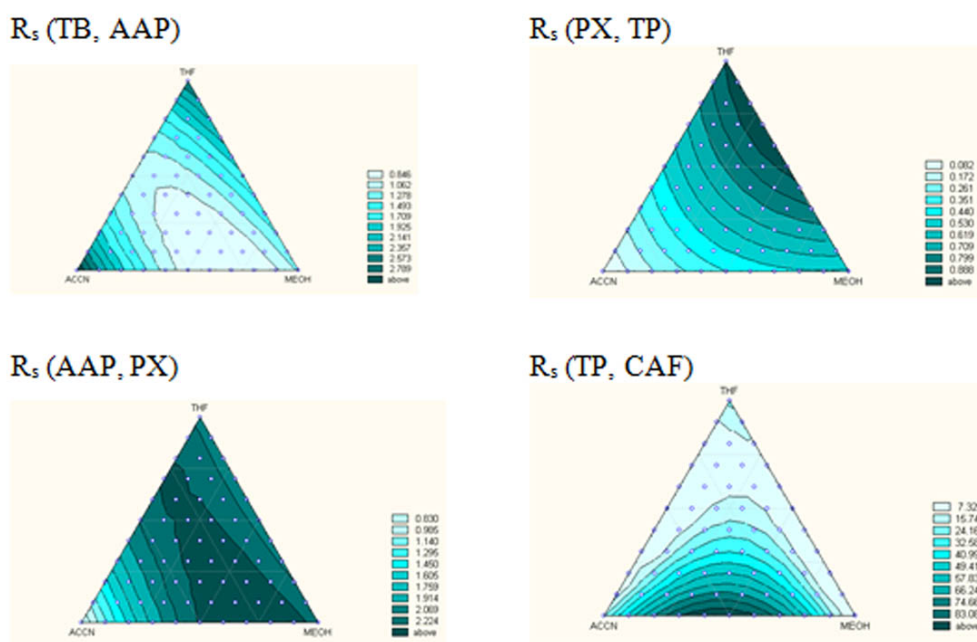 Rₛ (TB, AAP)
THF
ACCN
MEOH
0.846
1.062
1.278
1.493
1.709
1.925
2.141
2.357
2.573
2.789
above
Rₛ (PX, TP)
THF
ACCN
MEOH
0.082
0.172
0.261
0.351
0.440
0.530
0.619
0.709
0.799
0.888
above
Rₛ (AAP, PX)
THF
ACCN
MEOH
0.830
0.985
1.140
1.295
1.450
1.605
1.759
1.914
2.069
2.224
above
Rₛ (TP, CAF)
THF
ACCN
MEOH
7.32
15.74
24.16
32.58
40.99
49.41
57.83
66.24
74.66
83.08
above